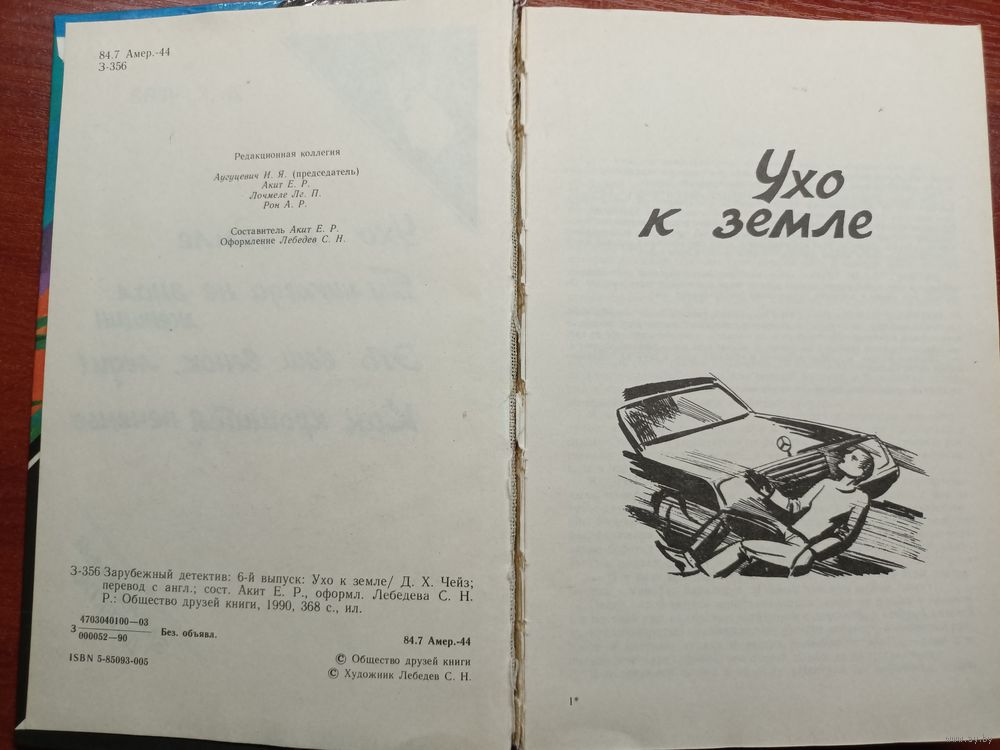 84.7 Амер.-44
З-356
Редакционная коллегия
Аугуцевич И. Я. (председатель)
Акит Е. Р.
Лочмеле Лг. П.
Рон А. Р.
Составитель Акит Е. Р.
Оформление Лебедев С. Н.
З-356 Зарубежный детектив: 6-й выпуск: Ухо к земле/ Д. Х. Чейз;
перевод с англ.; сост. Акит Е. Р., оформл. Лебедева С. Н.
Р.: Общество друзей книги, 1990, 368 с., ил.
З 4703040100—03
000052—90
Без. объявл.
84.7 Амер.-44
ISBN 5-85093-005
© Общество друзей книги
© Художник Лебедев С. Н.
Ухо
к земле
1*